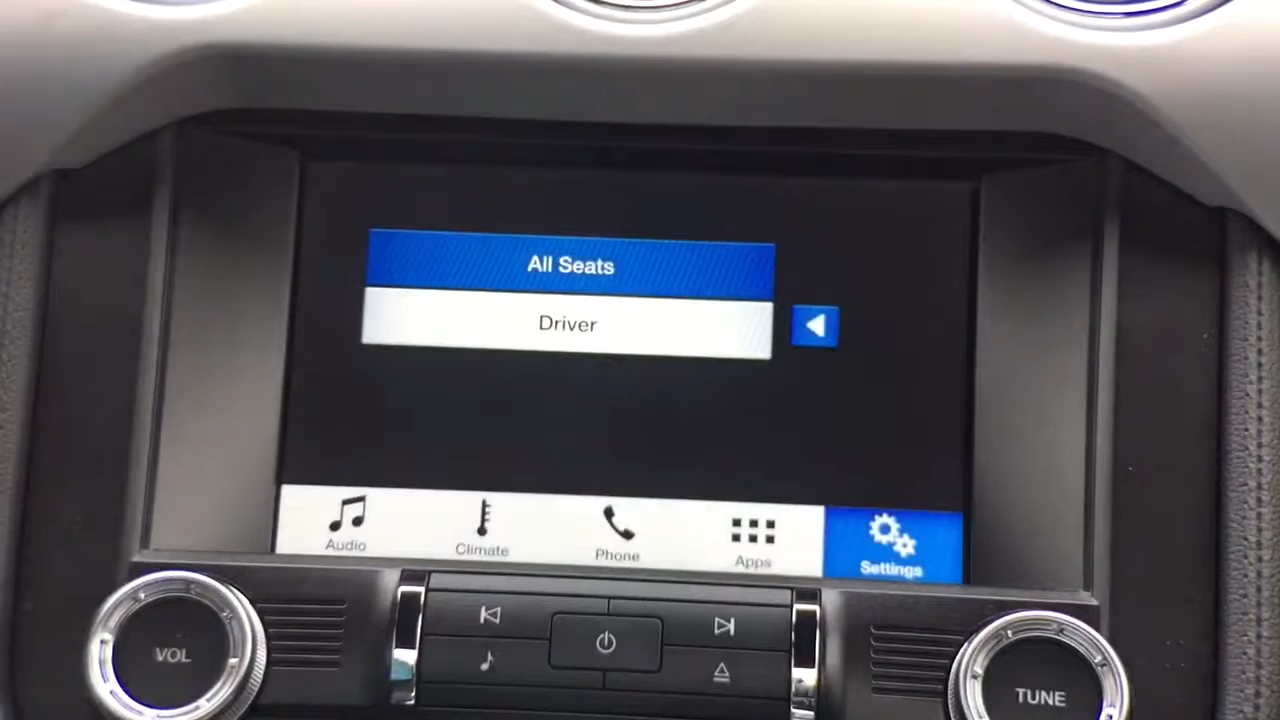 All Seats
Driver
Audio
Climate
Phone
Apps
Settings
VOL
TUNE